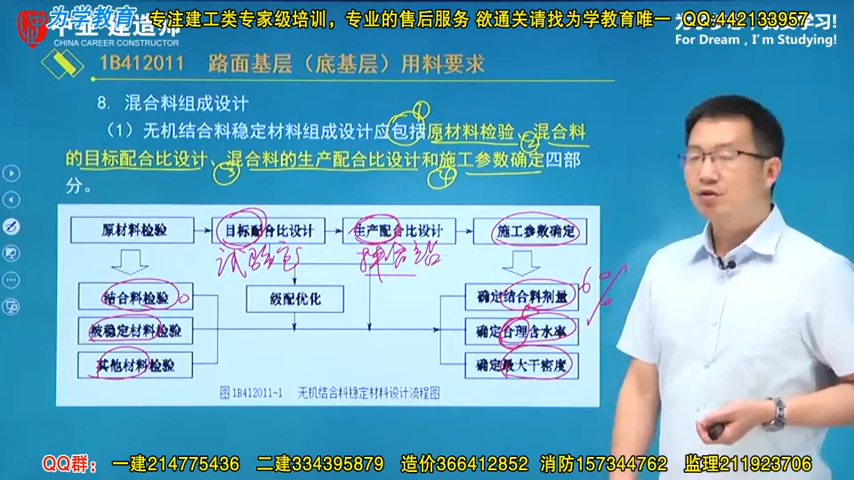 为学教育 专注建工类专家级培训，专业的售后服务 欲通关请找为学教育唯一 QQ:442133957
建造师
CHINA CAREER CONSTRUCTOR
For Dream, I'm Studying!
1B412011 路面基层（底基层）用料要求
8. 混合料组成设计
（1）无机结合料稳定材料组成设计应包括原材料检验、混合料
的目标配合比设计、混合料的生产配合比设计和施工参数确定四部
分。
① ② ③ ④
原材料检验 目标配合比设计 生产配合比设计 施工参数确定
试验室 拌合站
结合料检验 级配优化 确定结合料剂量 6%
被稳定材料检验 确定合理含水率
其他材料检验 确定最大干密度
图1B412011-1 无机结合料稳定材料设计流程图
QQ群： 一建214775436 二建334395879 造价366412852 消防157344762 监理211923706